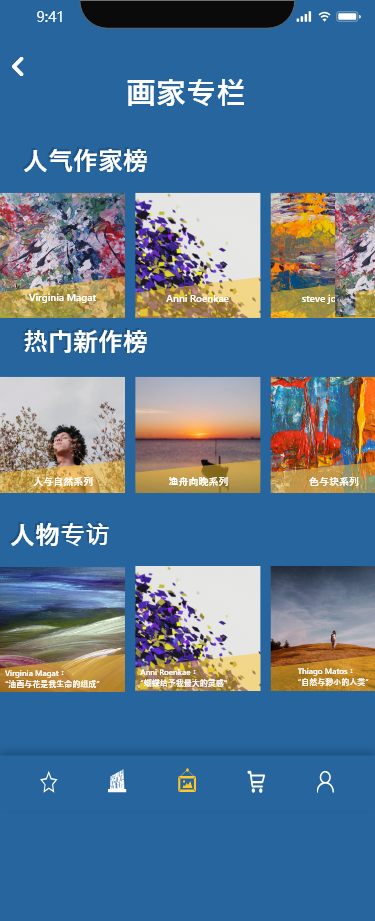 9:41
画家专栏
人气作家榜
Virginia Magat
Anni Roenkae
steve jo
热门新作榜
人与自然系列
渔舟向晚系列
色与块系列
人物专访
Virginia Magat：
“油画与花是我生命的组成”
Anni Roenkae：
“蝴蝶给予我最大的灵感”
Thiago Matos：
“自然与渺小的人类”